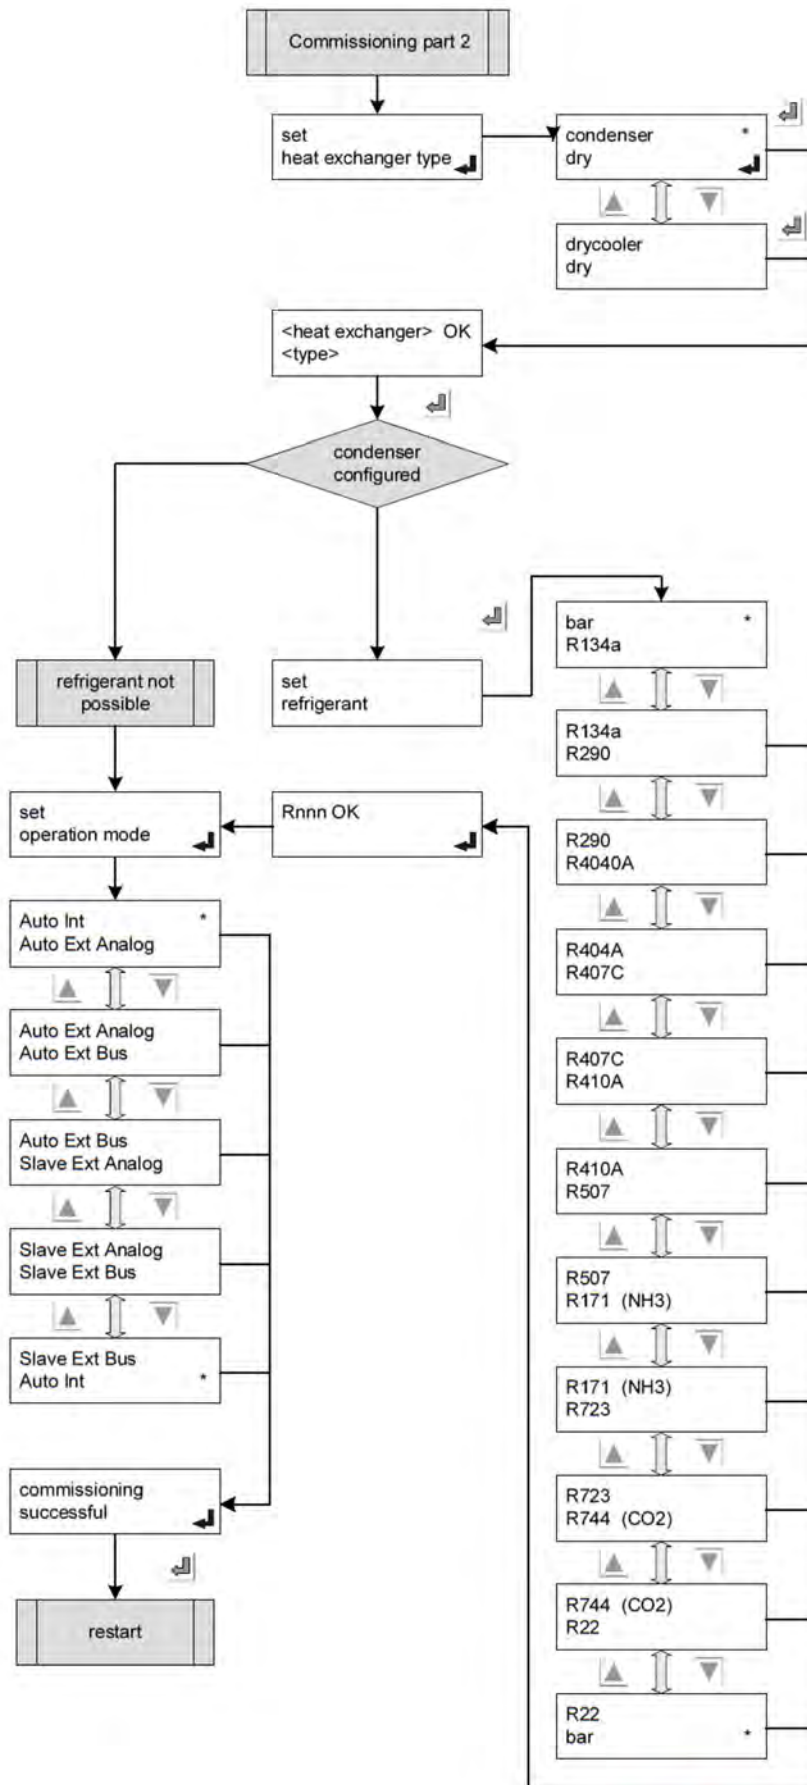 Commissioning part 2
set
heat exchanger type
condenser *
dry
drycooler
dry
<heat exchanger> OK
<type>
condenser
configured
refrigerant not
possible
set
refrigerant
bar *
R134a
R134a
R290
set
operation mode
Rnnn OK
R290
R4040A
Auto Int *
Auto Ext Analog
R404A
R407C
Auto Ext Analog
Auto Ext Bus
R407C
R410A
Auto Ext Bus
Slave Ext Analog
R410A
R507
Slave Ext Analog
Slave Ext Bus
R507
R171 (NH3)
Slave Ext Bus
Auto Int *
R171 (NH3)
R723
commissioning
successful
R723
R744 (CO2)
restart
R744 (CO2)
R22
R22
bar *